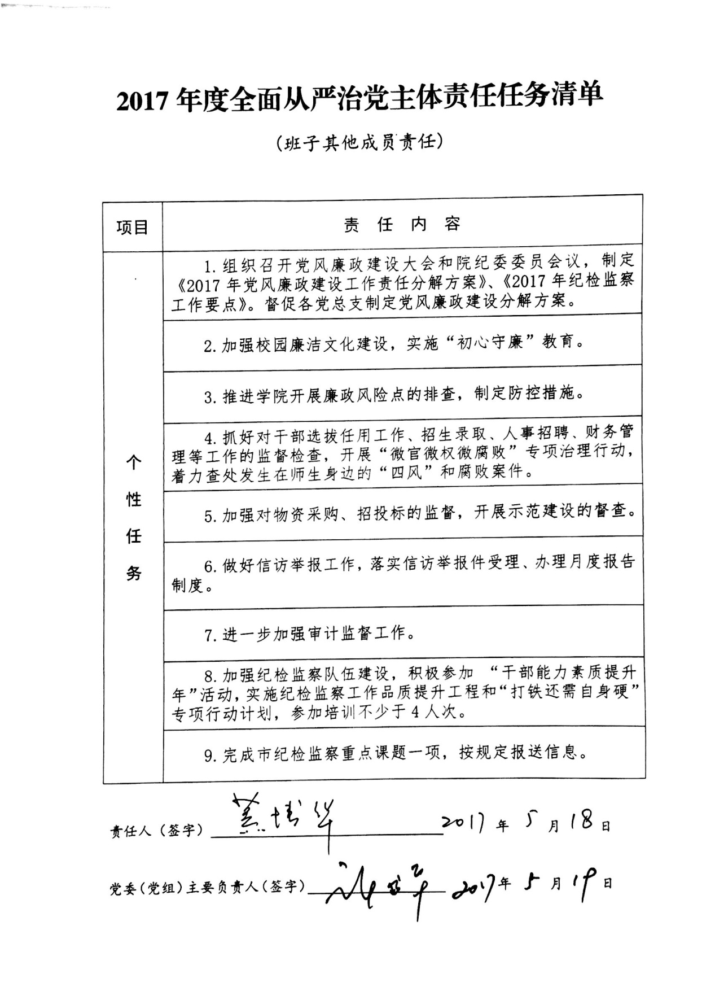 2017 年度全面从严治党主体责任任务清单
（班子其他成员责任）
项目
责 任 内 容
个
性
任
务
1. 组织召开党风廉政建设大会和院纪委委员会议，制定
《2017 年党风廉政建设工作责任分解方案》、《2017 年纪检监察
工作要点》。督促各党总支制定党风廉政建设分解方案。
2. 加强校园廉洁文化建设，实施“初心守廉”教育。
3. 推进学院开展廉政风险点的排查，制定防控措施。
4. 抓好对干部选拔任用工作、招生录取、人事招聘、财务管
理等工作的监督检查，开展“微官微权微腐败”专项治理行动，
着力查处发生在师生身边的“四风”和腐败案件。
5. 加强对物资采购、招投标的监督，开展示范建设的督查。
6. 做好信访举报工作，落实信访举报件受理、办理月度报告
制度。
7. 进一步加强审计监督工作。
8. 加强纪检监察队伍建设，积极参加 “干部能力素质提升
年”活动，实施纪检监察工作品质提升工程和“打铁还需自身硬”
专项行动计划，参加培训不少于 4 人次。
9. 完成市纪检监察重点课题一项，按规定报送信息。
责任人（签字） 2017 年 5 月 18 日
党委（党组）主要负责人（签字） 2017 年 5 月 19 日